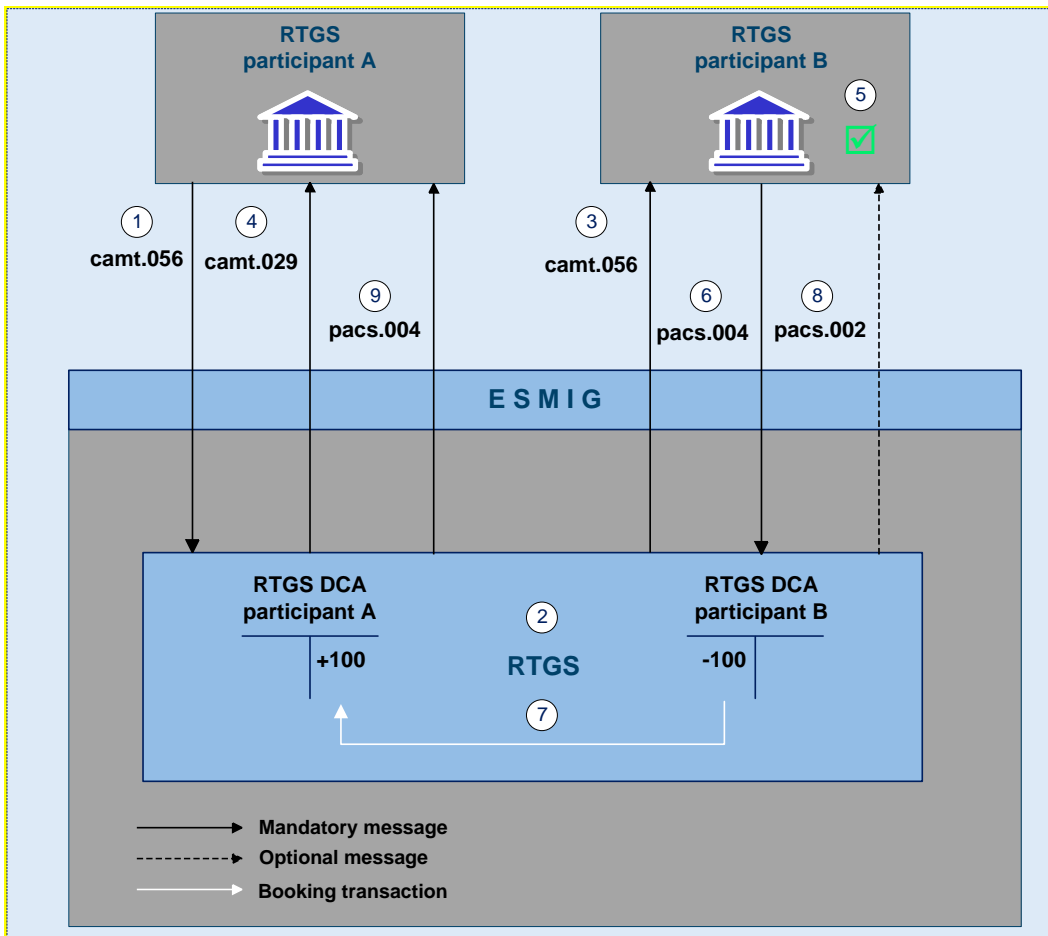 RTGS
participant A
RTGS
participant B
5
1
4
3
camt.056
camt.029
camt.056
9
6
8
pacs.004
pacs.004
pacs.002
E S M I G
RTGS DCA
participant A
RTGS DCA
participant B
2
+100
-100
RTGS
7
Mandatory message
Optional message
Booking transaction